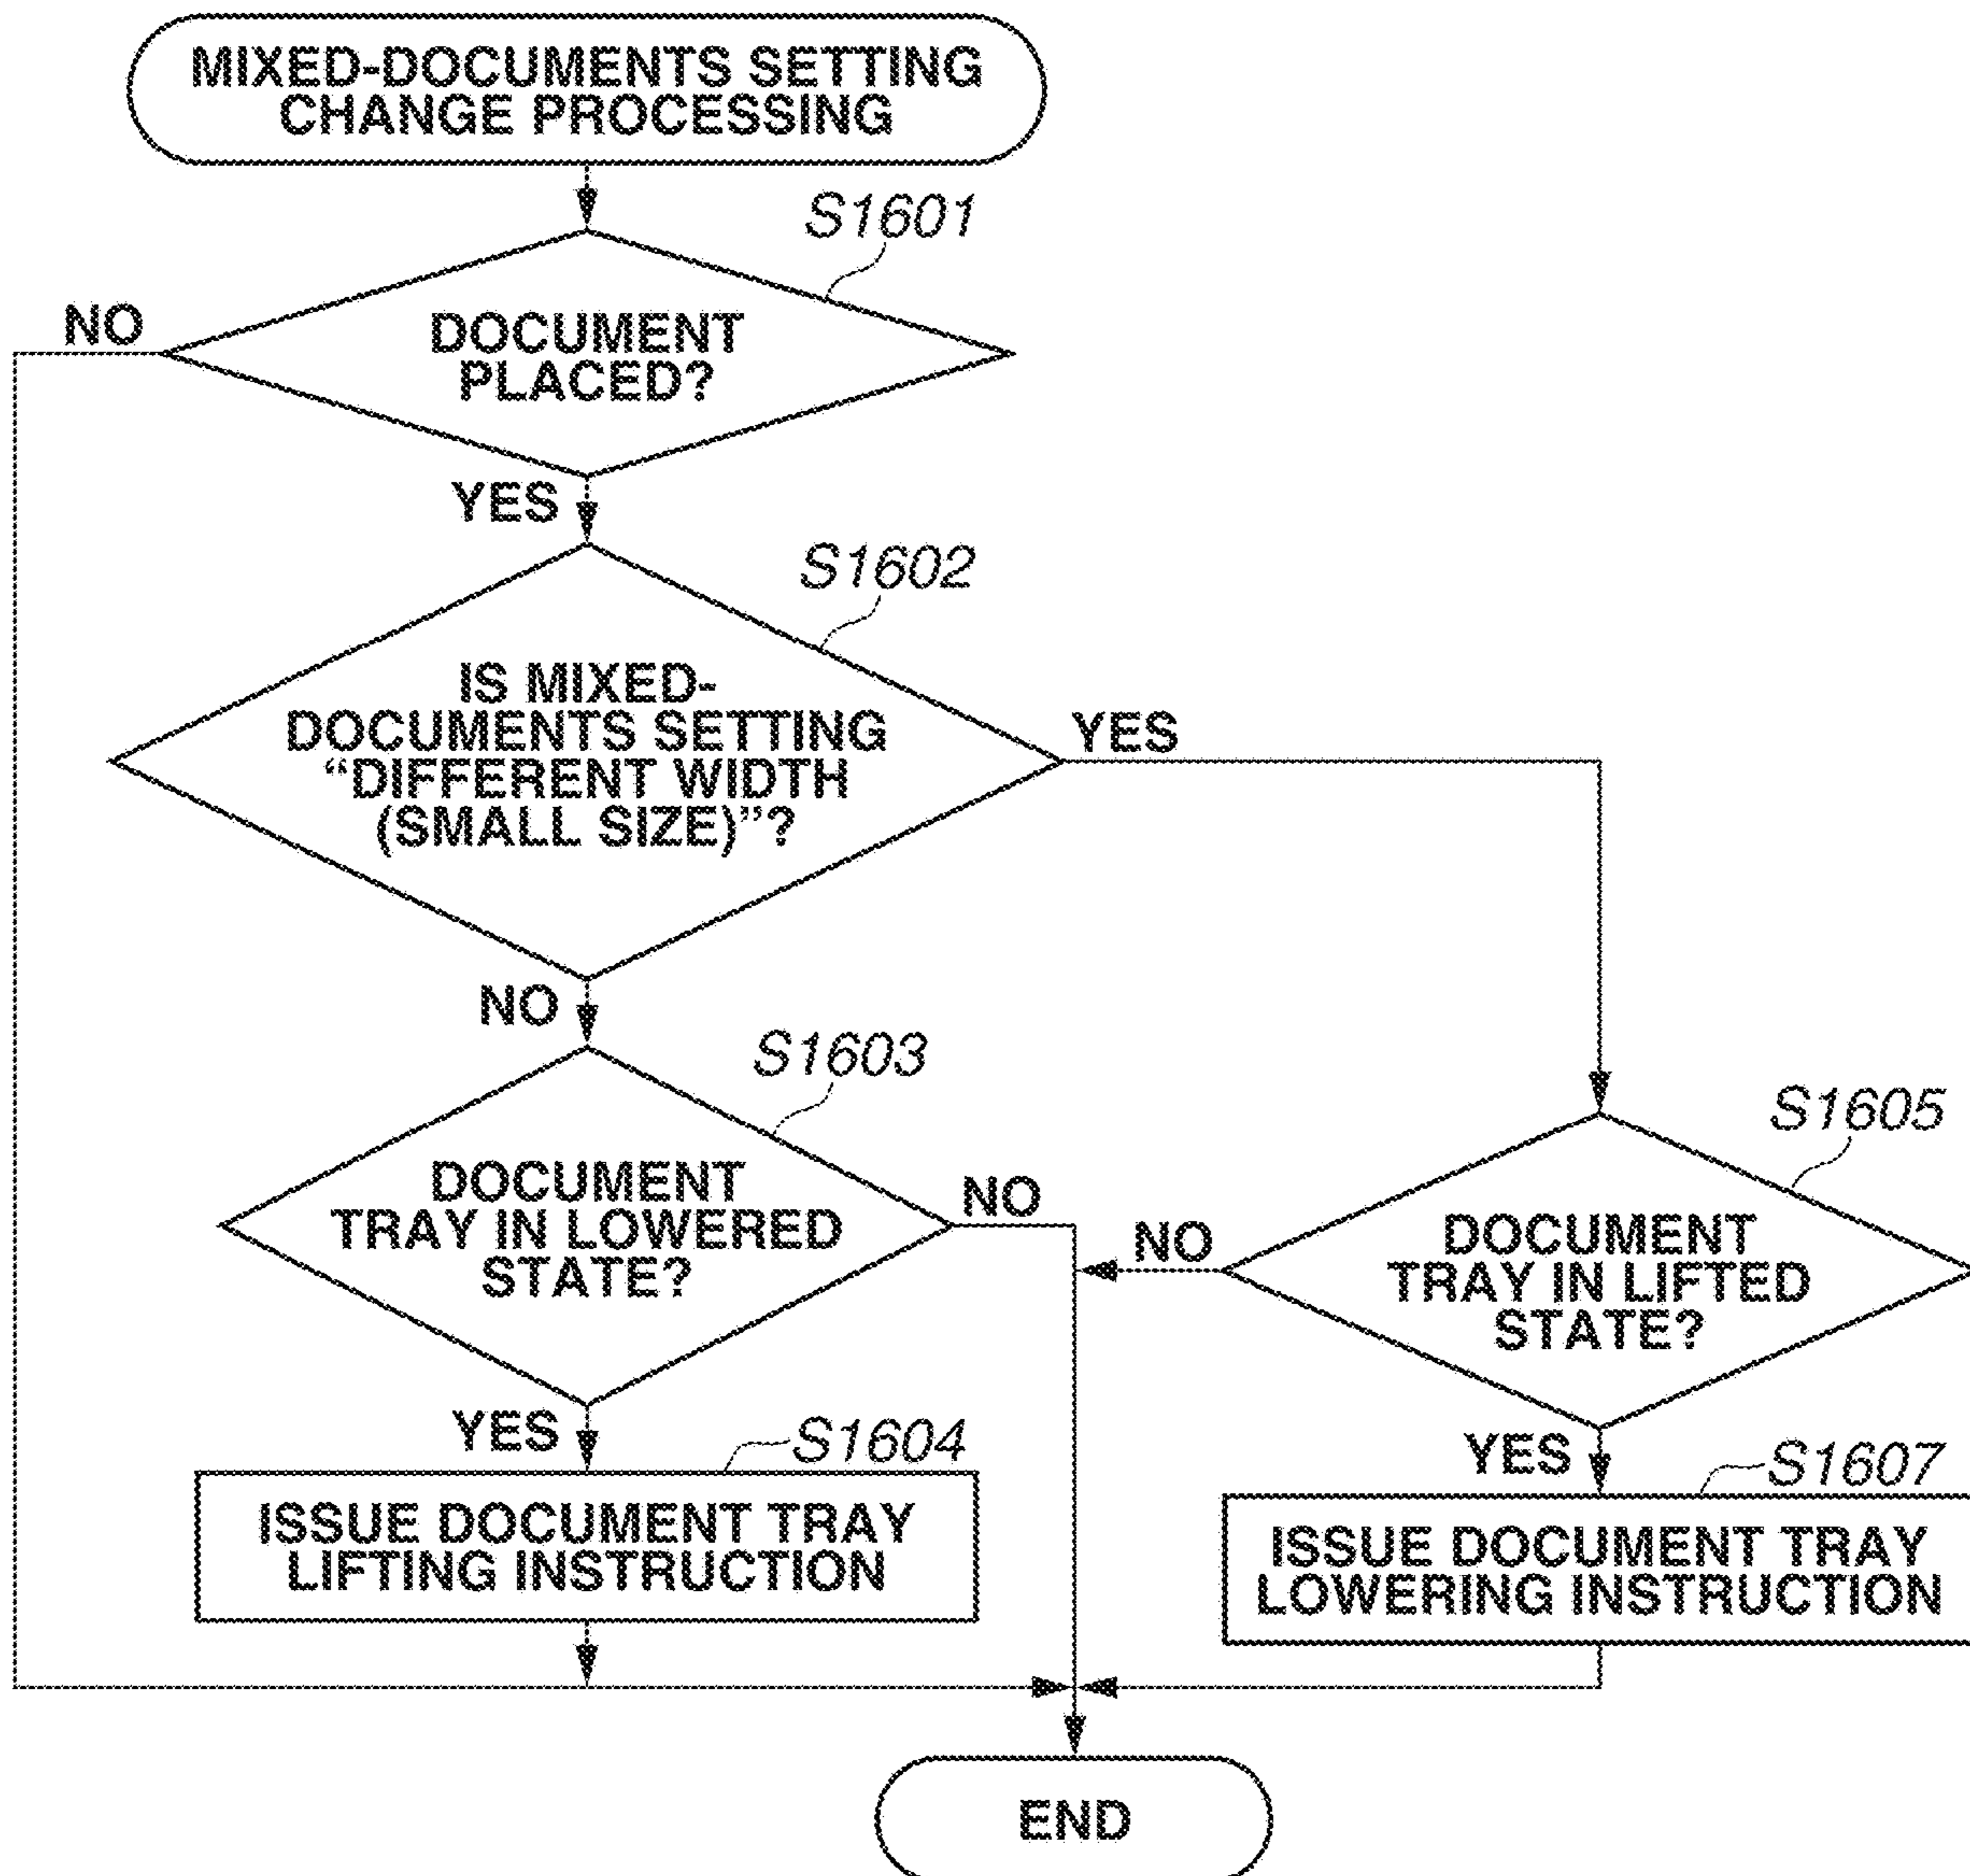 MIXED-DOCUMENTS SETTING
CHANGE PROCESSING
S1601
NO
DOCUMENT
PLACED?
YES
S1602
IS MIXED-
DOCUMENTS SETTING
“DIFFERENT WIDTH
(SMALL SIZE)”?
YES
NO
S1603
DOCUMENT
TRAY IN LOWERED
STATE?
NO
S1605
NO
DOCUMENT
TRAY IN LIFTED
STATE?
YES
S1604
ISSUE DOCUMENT TRAY
LIFTING INSTRUCTION
YES
S1607
ISSUE DOCUMENT TRAY
LOWERING INSTRUCTION
END